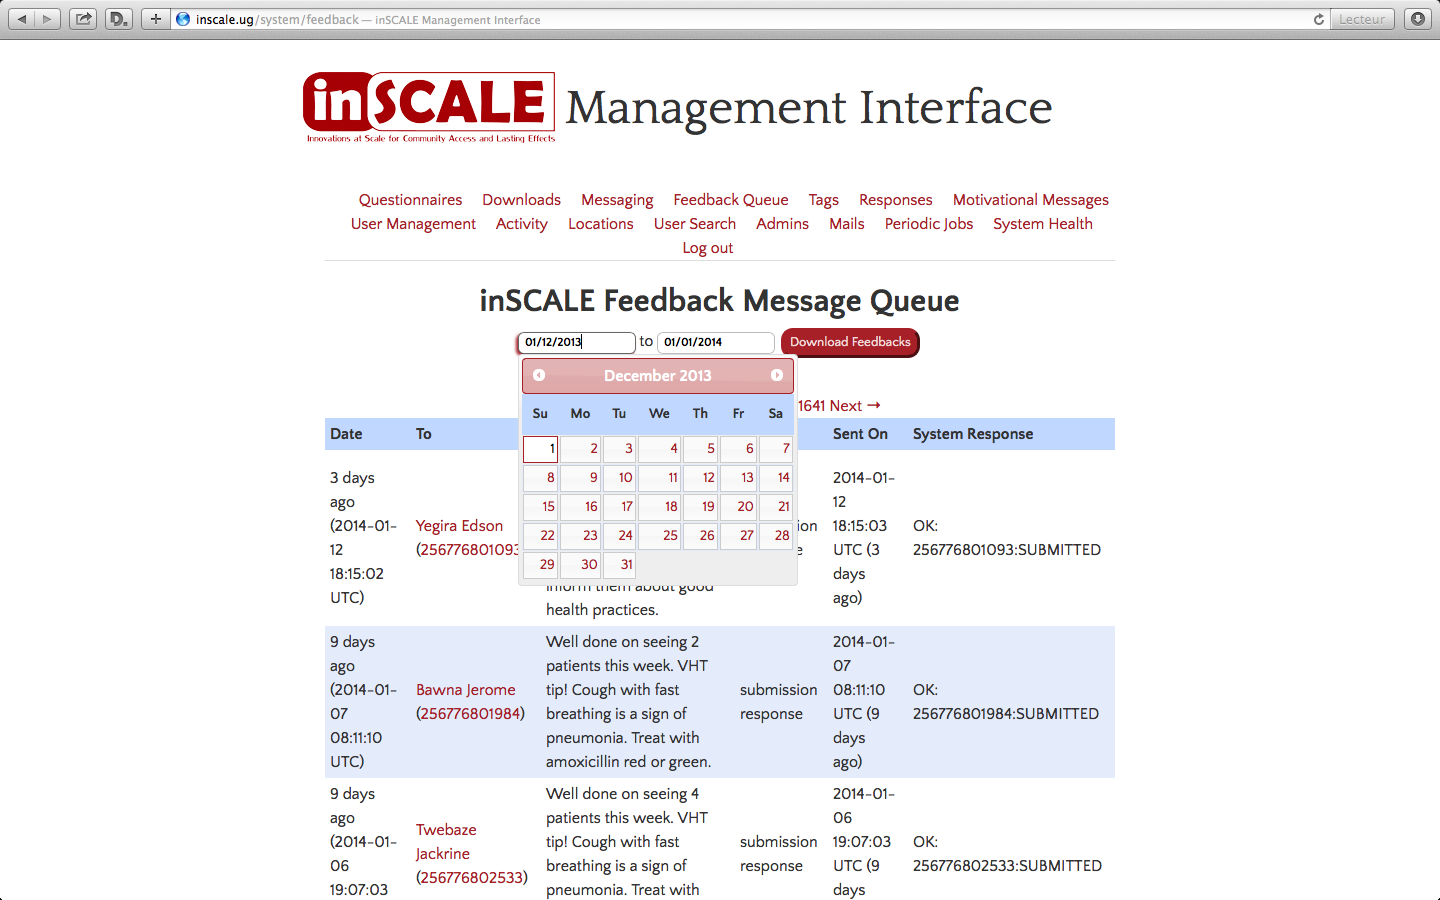 inscale.ug/system/feedback — inSCALE Management Interface
Lecteur
D.
inSCALE
Innovations at Scale for Community Access and Lasting Effects
Management Interface
Questionnaires Downloads Messaging Feedback Queue Tags Responses Motivational Messages
User Management Activity Locations User Search Admins Mails Periodic Jobs System Health
Log out
inSCALE Feedback Message Queue
01/12/2013 to 01/01/2014 Download Feedbacks
December 2013
Su Mo Tu We Th Fr Sa
1 2 3 4 5 6 7
8 9 10 11 12 13 14
15 16 17 18 19 20 21
22 23 24 25 26 27 28
29 30 31
1641 Next →
Date To Sent On System Response
3 days
ago
(2014-01-
12
18:15:02
UTC)
Yegira Edson
(256776801093
inform them about good
health practices.
2014-01-
12
18:15:03
UTC (3
days
ago)
OK:
256776801093:SUBMITTED
9 days
ago
(2014-01-
07
08:11:10
UTC)
Bawna Jerome
(256776801984)
Well done on seeing 2
patients this week. VHT
tip! Cough with fast
breathing is a sign of
pneumonia. Treat with
amoxicillin red or green.
submission
response
2014-01-
07
08:11:10
UTC (9
days
ago)
OK:
256776801984:SUBMITTED
9 days
ago
(2014-01-
06
19:07:03
Twebaze
Jackrine
(256776802533)
Well done on seeing 4
patients this week. VHT
tip! Cough with fast
breathing is a sign of
pneumonia. Treat with
submission
response
2014-01-
06
19:07:03
UTC (9
days
OK:
256776802533:SUBMITTED